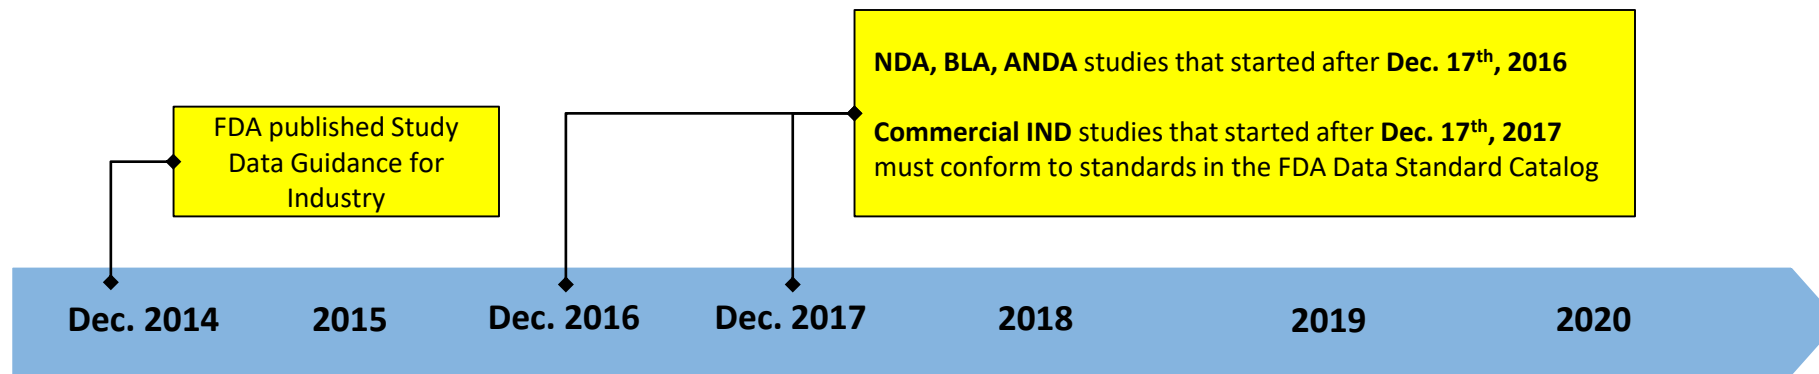 NDA, BLA, ANDA studies that started after Dec. 17th, 2016
FDA published Study
Data Guidance for
Industry
Commercial IND studies that started after Dec. 17th, 2017
must conform to standards in the FDA Data Standard Catalog
Dec. 2014
2015
Dec. 2016
Dec. 2017
2018
2019
2020